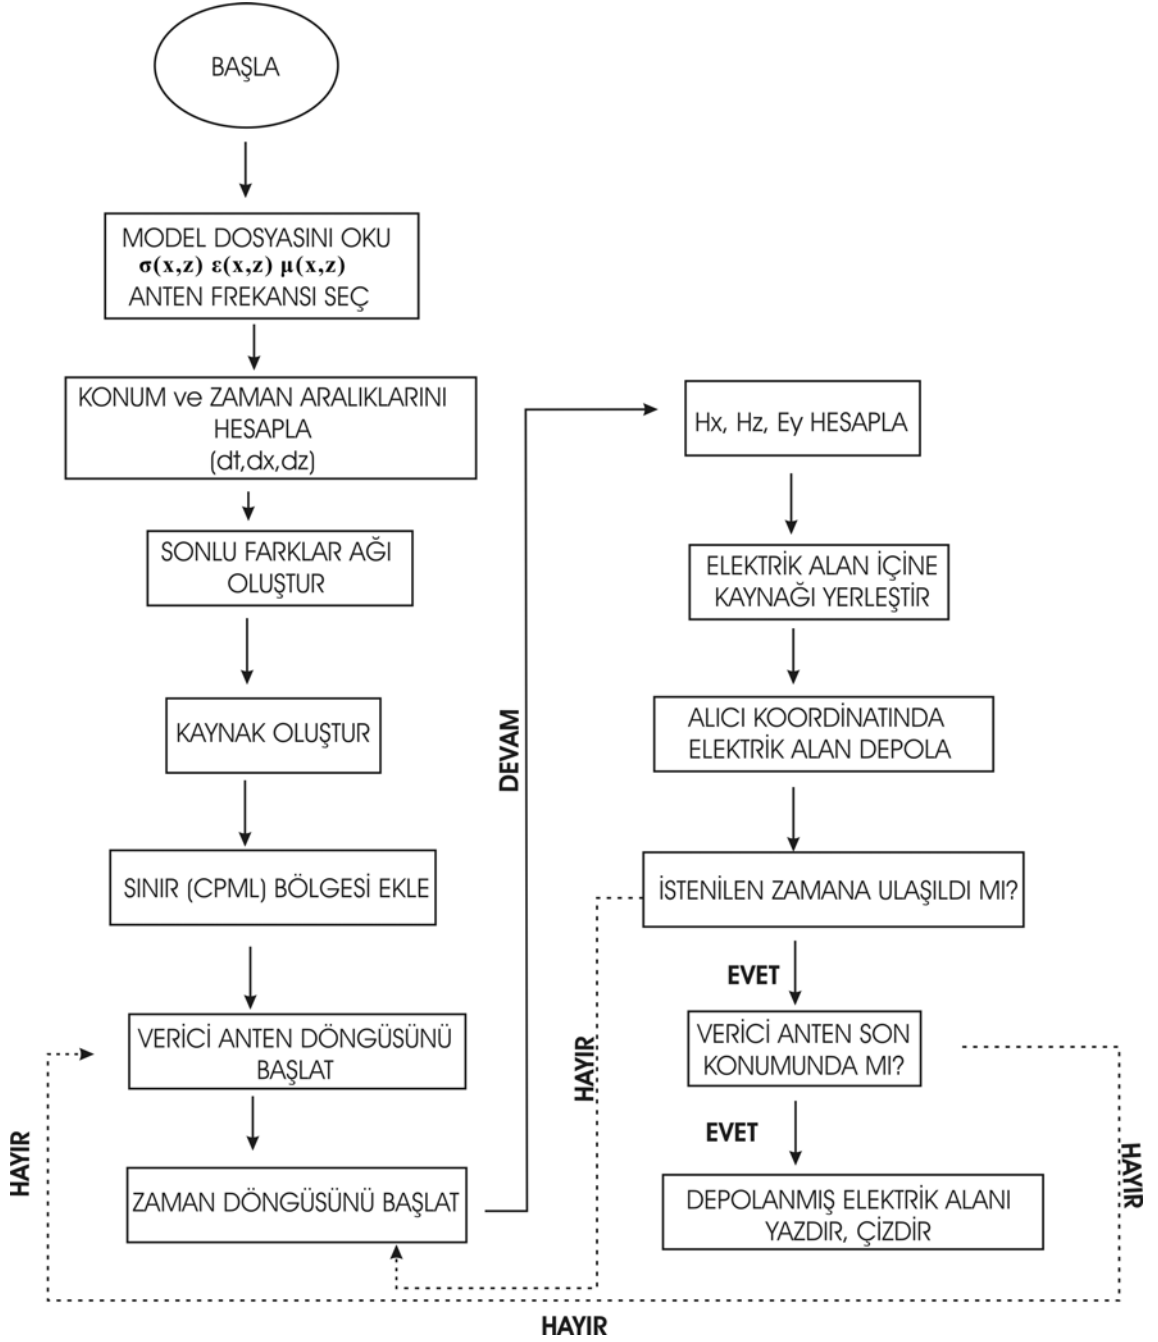 BAŞLA
MODEL DOSYASINI OKU
σ(x,z) ε(x,z) μ(x,z)
ANTEN FREKANSI SEÇ
KONUM ve ZAMAN ARALIKLARINI
HESAPLA
(dt,dx,dz)
SONLU FARKLAR AĞI
OLUŞTUR
KAYNAK OLUŞTUR
SINIR (CPML) BÖLGESİ EKLE
VERİCİ ANTEN DÖNGÜSÜNÜ
BAŞLAT
ZAMAN DÖNGÜSÜNÜ BAŞLAT
DEVAM
Hx, Hz, Ey HESAPLA
ELEKTRİK ALAN İÇİNE
KAYNAĞI YERLEŞTİR
ALICI KOORDİNATINDA
ELEKTRİK ALAN DEPOLA
İSTENİLEN ZAMANA ULAŞILDI MI?
HAYIR
EVET
VERİCİ ANTEN SON
KONUMUNDA MI?
EVET
DEPOLANMIŞ ELEKTRİK ALANI
YAZDIR, ÇİZDİR
HAYIR
HAYIR
HAYIR